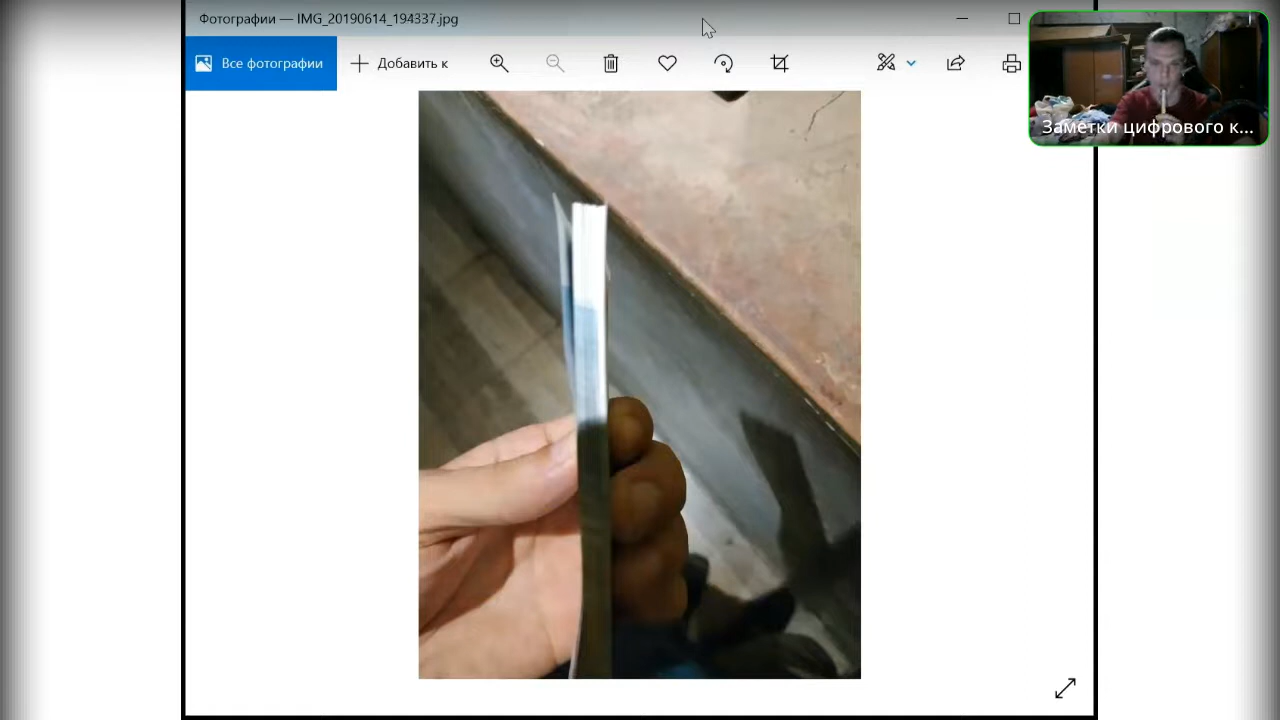 Фотографии — IMG_20190614_194337.jpg
Все фотографии
Добавить к
Заметки цифрового к...